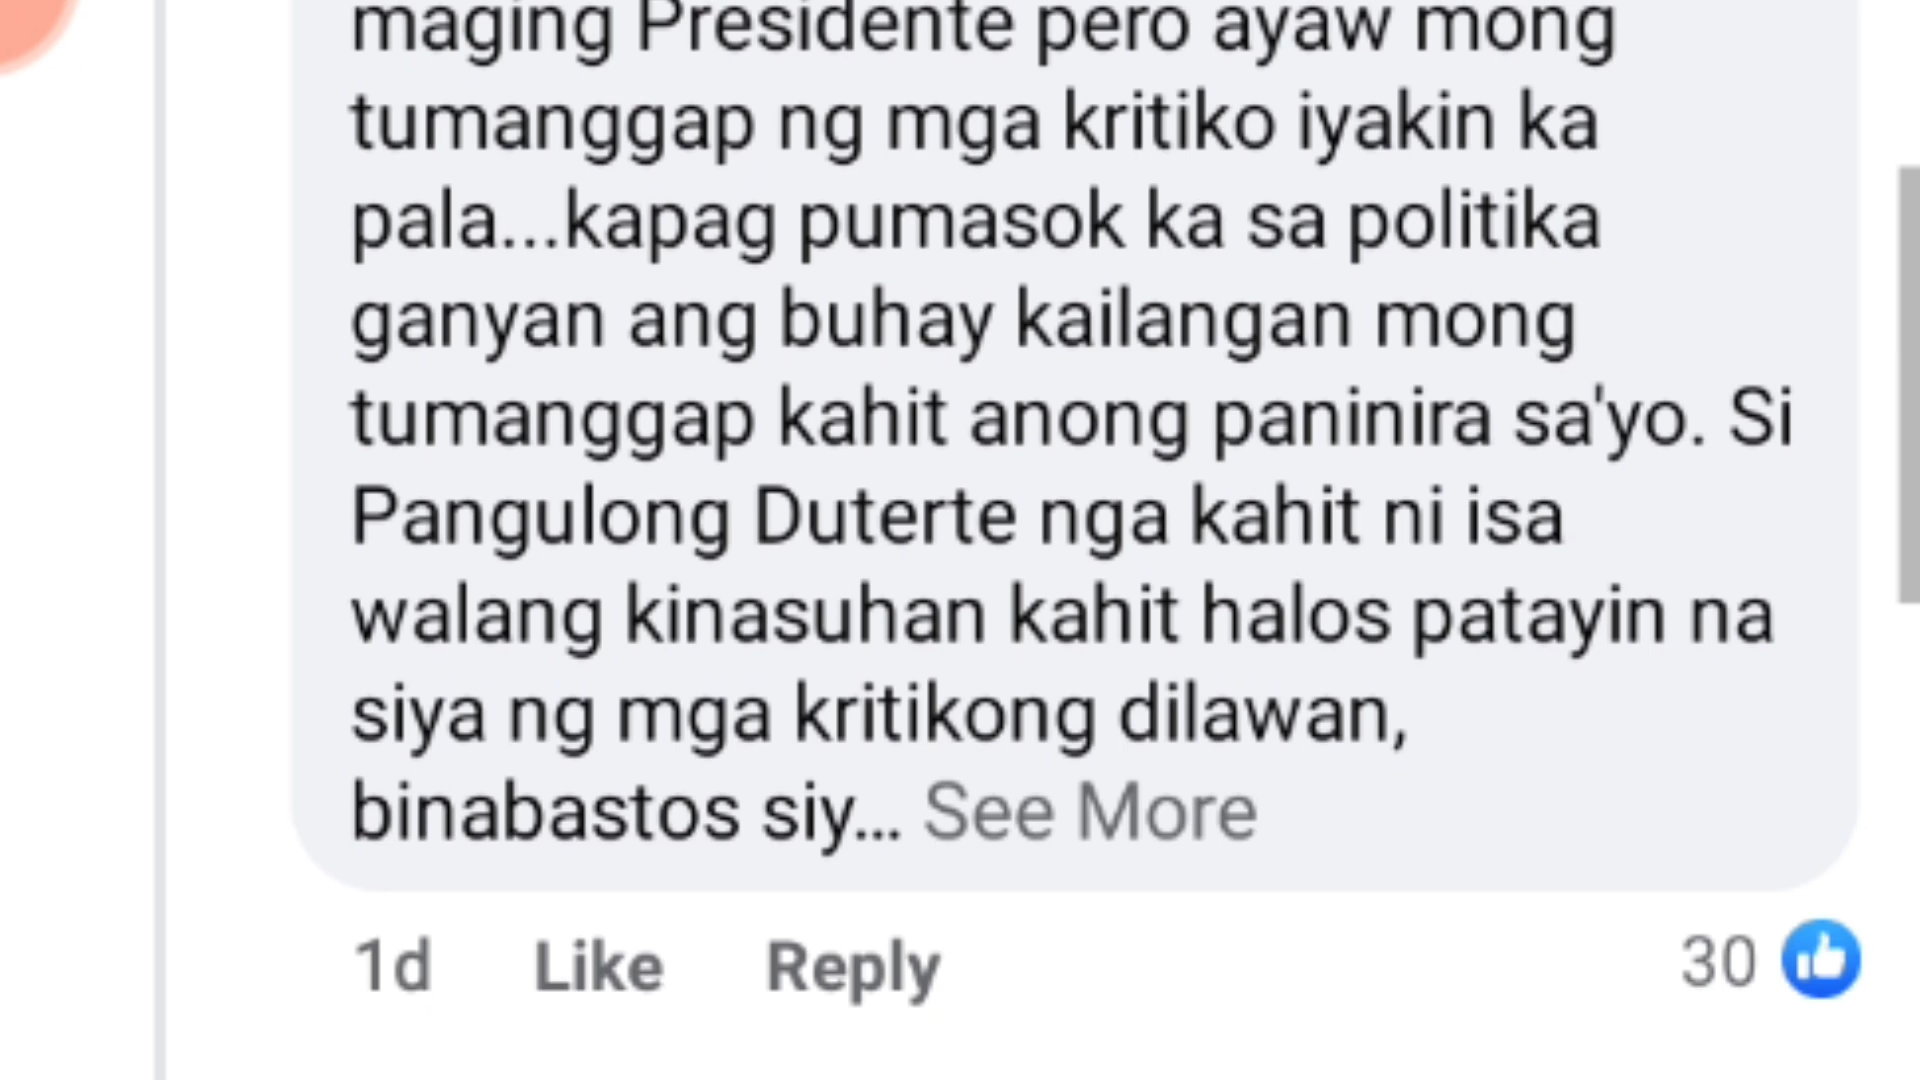 maging Presidente pero ayaw mong
tumanggap ng mga kritiko iyakin ka
pala...kapag pumasok ka sa politika
ganyan ang buhay kailangan mong
tumanggap kahit anong paninira sa'yo. Si
Pangulong Duterte nga kahit ni isa
walang kinasuhan kahit halos patayin na
siya ng mga kritikong dilawan,
binabastos siy... See More
1d Like Reply 30